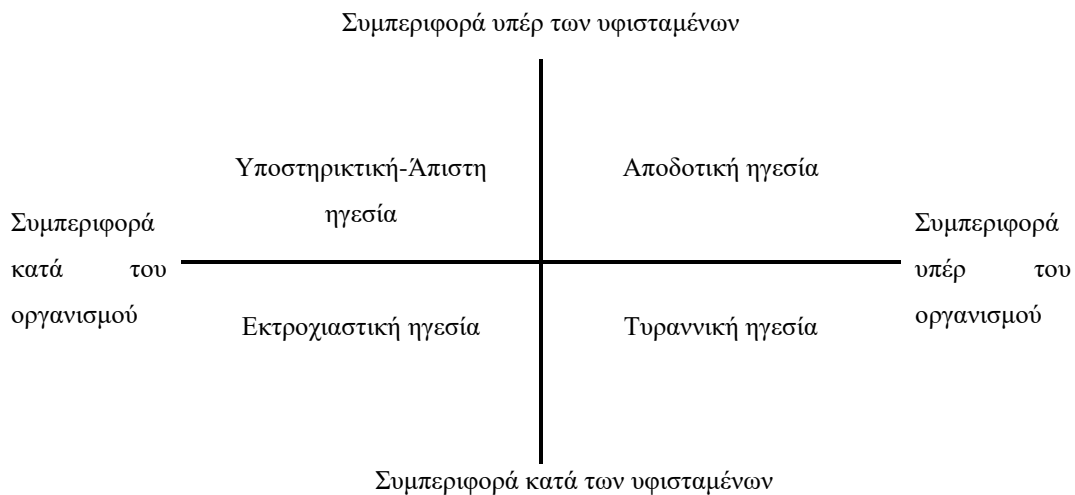 Συμπεριφορά υπέρ των υφισταμένων
Υποστηρικτική-Άπιστη
ηγεσία
Αποδοτική ηγεσία
Συμπεριφορά
κατά του
οργανισμού
Συμπεριφορά
υπέρ του
οργανισμού
Εκτροχιαστική ηγεσία
Τυραννική ηγεσία
Συμπεριφορά κατά των υφισταμένων